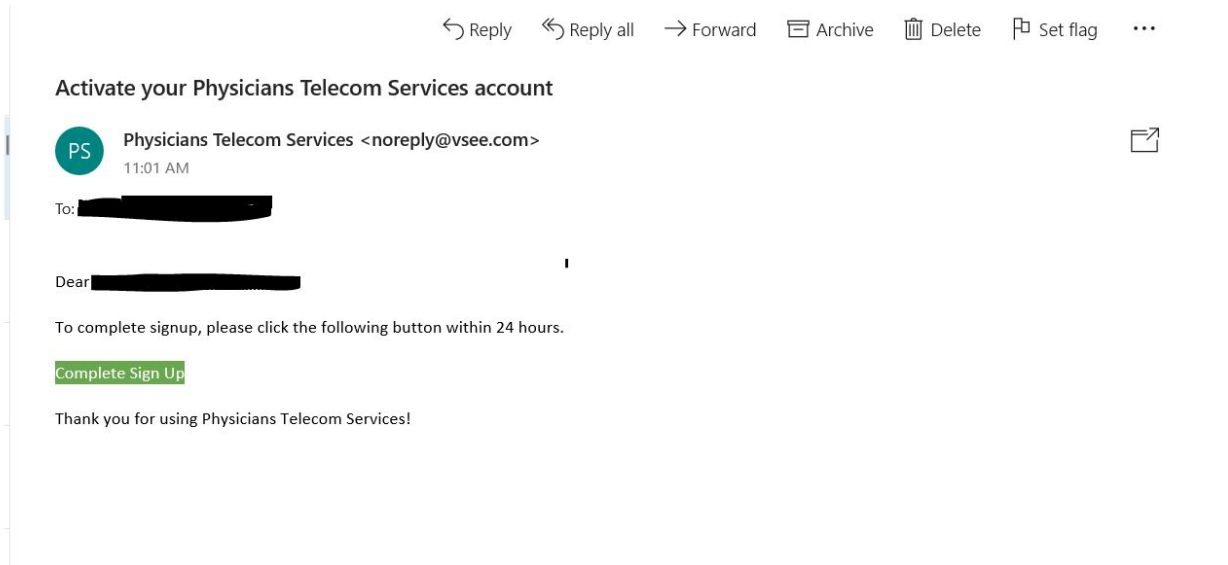 Reply Reply all Forward Archive Delete Set flag ...
Activate your Physicians Telecom Services account
PS
Physicians Telecom Services <noreply@vsee.com>
11:01 AM
To:
Dear
To complete signup, please click the following button within 24 hours.
Complete Sign Up
Thank you for using Physicians Telecom Services!